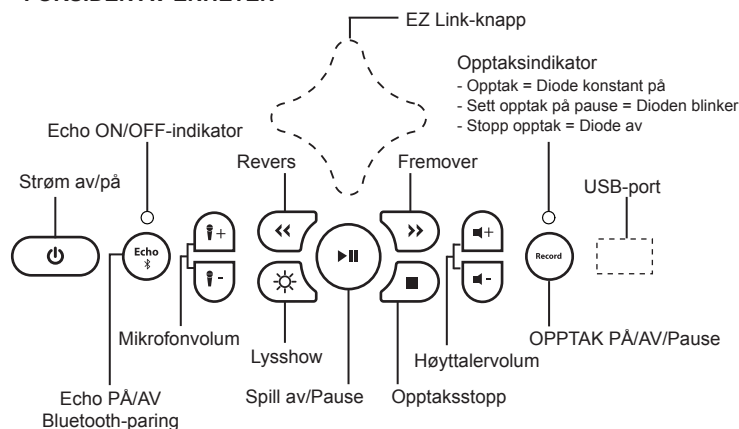 EZ Link-knapp
Opptaksindikator
- Opptak = Diode konstant på
- Sett opptak på pause = Dioden blinker
- Stopp opptak = Diode av
Echo ON/OFF-indikator
Revers
Fremover
Strøm av/på
USB-port
Echo
Record
Mikrofonvolum
Lysshow
Høyttalervolum
OPPTAK PÅ/AV/Pause
Echo PÅ/AV
Bluetooth-paring
Spill av/Pause
Opptaksstopp